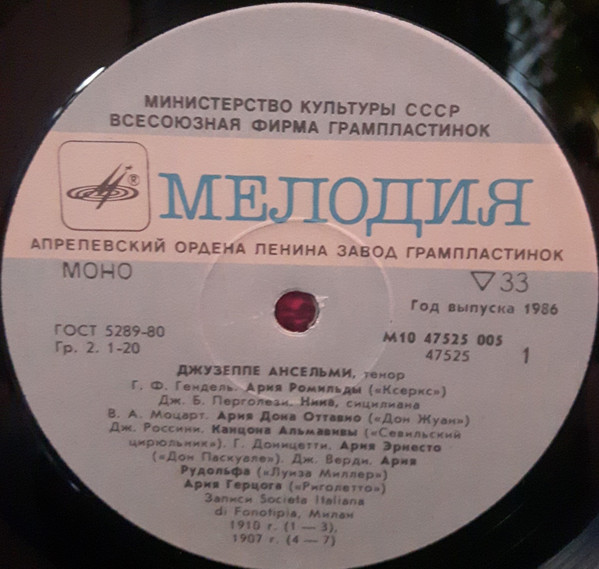 МИНИСТЕРСТВО КУЛЬТУРЫ СССР
ВСЕСОЮЗНАЯ ФИРМА ГРАМПЛАСТИНОК
®
МЕЛОДИЯ
АПРЕЛЕВСКИЙ ОРДЕНА ЛЕНИНА ЗАВОД ГРАМПЛАСТИНОК
МОНО
▽33
Год выпуска 1986
ГОСТ 5289-80
Гр. 2. 1-20
М10 47525 005
47525
1
ДЖУЗЕППЕ АНСЕЛЬМИ, тенор
Г. Ф. Гендель. Ария Ромильды («Ксеркс»)
Дж. Б. Перголези. Нина, сицилиана
В. А. Моцарт. Ария Дона Оттавио («Дон Жуан»)
Дж. Россини. Канцона Альмавивы («Севильский
цирюльник»). Г. Доницетти. Ария Эрнесто
(«Дон Паскуале»). Дж. Верди. Ария
Рудольфа («Луиза Миллер»)
Ария Герцога («Риголетто»)
Записи Societa Italiana
di Fonotipia, Милан
1910 г. (1 — 3),
1907 г. (4 — 7)